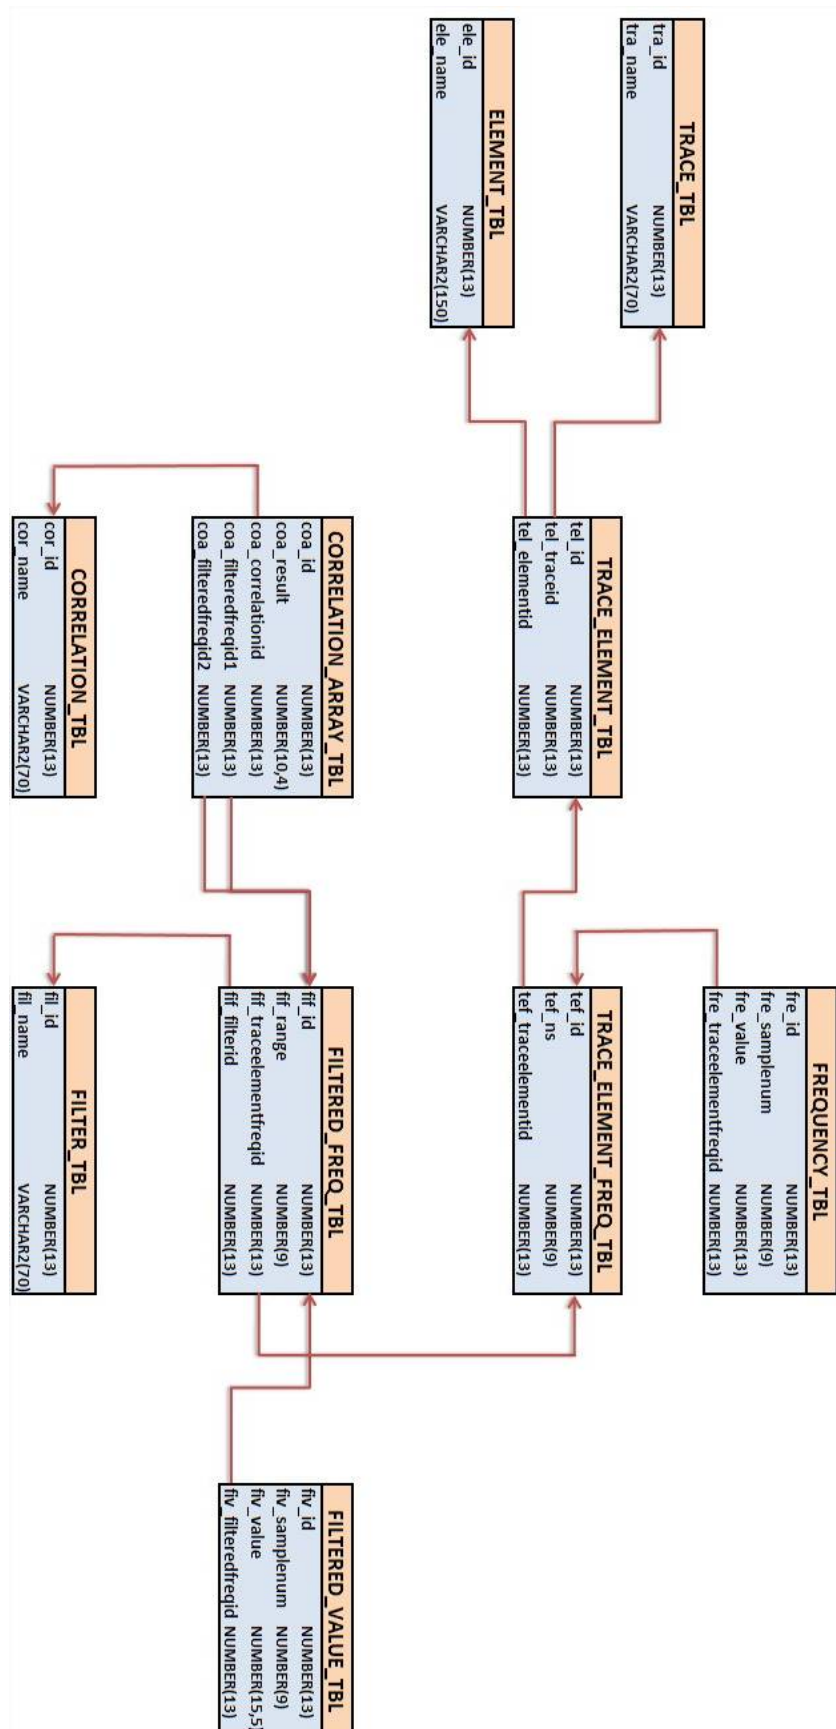 TRACE_TBL
tra_id NUMBER(13)
tra_name VARCHAR2(70)
ELEMENT_TBL
ele_id NUMBER(13)
ele_name VARCHAR2(150)
TRACE_ELEMENT_TBL
tel_id NUMBER(13)
tel_traceid NUMBER(13)
tel_elementid NUMBER(13)
CORRELATION_ARRAY_TBL
coa_id NUMBER(13)
coa_result NUMBER(10,4)
coa_correlationid NUMBER(13)
coa_filteredfreqid1 NUMBER(13)
coa_filteredfreqid2 NUMBER(13)
CORRELATION_TBL
cor_id NUMBER(13)
cor_name VARCHAR2(70)
FREQUENCY_TBL
fre_id NUMBER(13)
fre_samplenum NUMBER(9)
fre_value NUMBER(13)
fre_traceelementfreqid NUMBER(13)
TRACE_ELEMENT_FREQ_TBL
tef_id NUMBER(13)
tef_ns NUMBER(9)
tef_traceelementid NUMBER(13)
FILTERED_FREQ_TBL
fif_id NUMBER(13)
fif_range NUMBER(9)
fif_traceelementfreqid NUMBER(13)
fif_filterid NUMBER(13)
FILTER_TBL
fil_id NUMBER(13)
fil_name VARCHAR2(70)
FILTERED_VALUE_TBL
fiv_id NUMBER(13)
fiv_samplenum NUMBER(9)
fiv_value NUMBER(15,5)
fiv_filteredfreqid NUMBER(13)